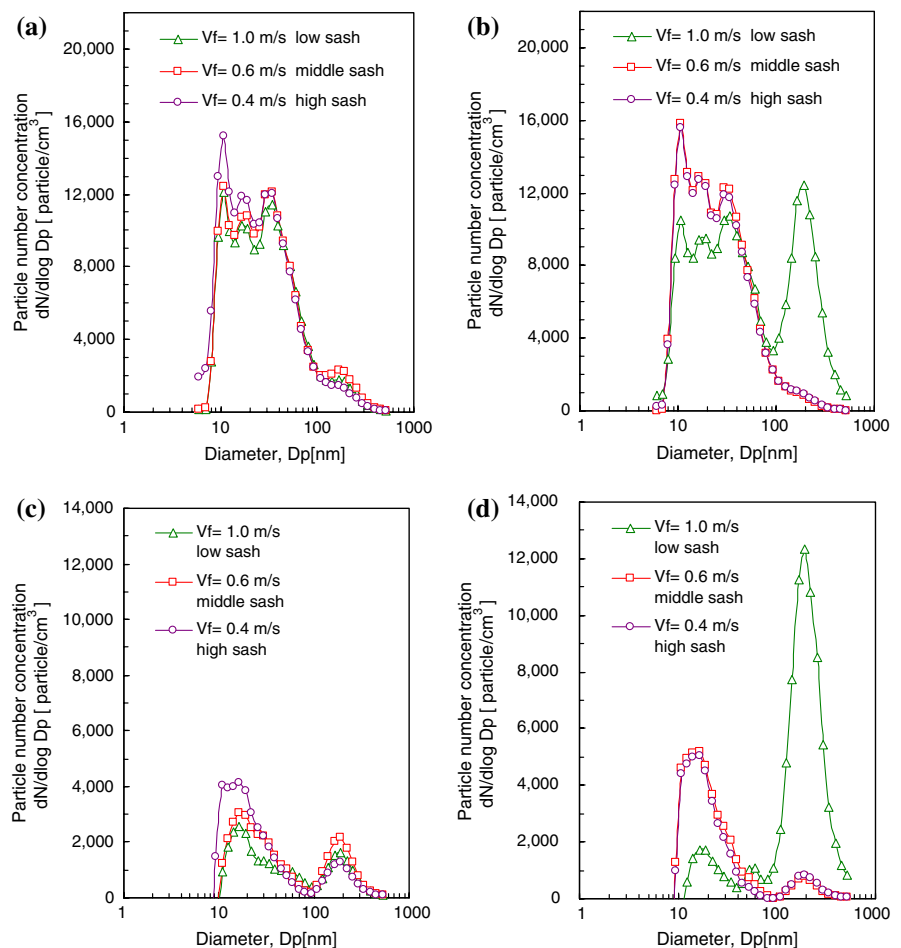 (a)
22,000
20,000
16,000
12,000
8,000
4,000
0
Particle number concentration
dN/dlog Dp [ particle/cm³ ]
Vf= 1.0 m/s low sash
Vf= 0.6 m/s middle sash
Vf= 0.4 m/s high sash
1 10 100 1000
Diameter, Dp[nm]
(b)
20,000
16,000
12,000
8,000
4,000
0
Particle number concentration
dN/dlog Dp [ particle/cm³ ]
Vf= 1.0 m/s low sash
Vf= 0.6 m/s middle sash
Vf= 0.4 m/s high sash
1 10 100 1000
Diameter, Dp[nm]
(c)
14,000
12,000
10,000
8,000
6,000
4,000
2,000
0
Particle number concentration
dN/dlog Dp [ particle/cm³ ]
Vf= 1.0 m/s
low sash
Vf= 0.6 m/s
middle sash
Vf= 0.4 m/s
high sash
1 10 100 1000
Diameter, Dp[nm]
(d)
14,000
12,000
10,000
8,000
6,000
4,000
2,000
0
Particle number concentration
dN/dlog Dp [ particle/cm³ ]
Vf= 1.0 m/s
low sash
Vf= 0.6 m/s
middle sash
Vf= 0.4 m/s
high sash
1 10 100 1000
Diameter, Dp[nm]